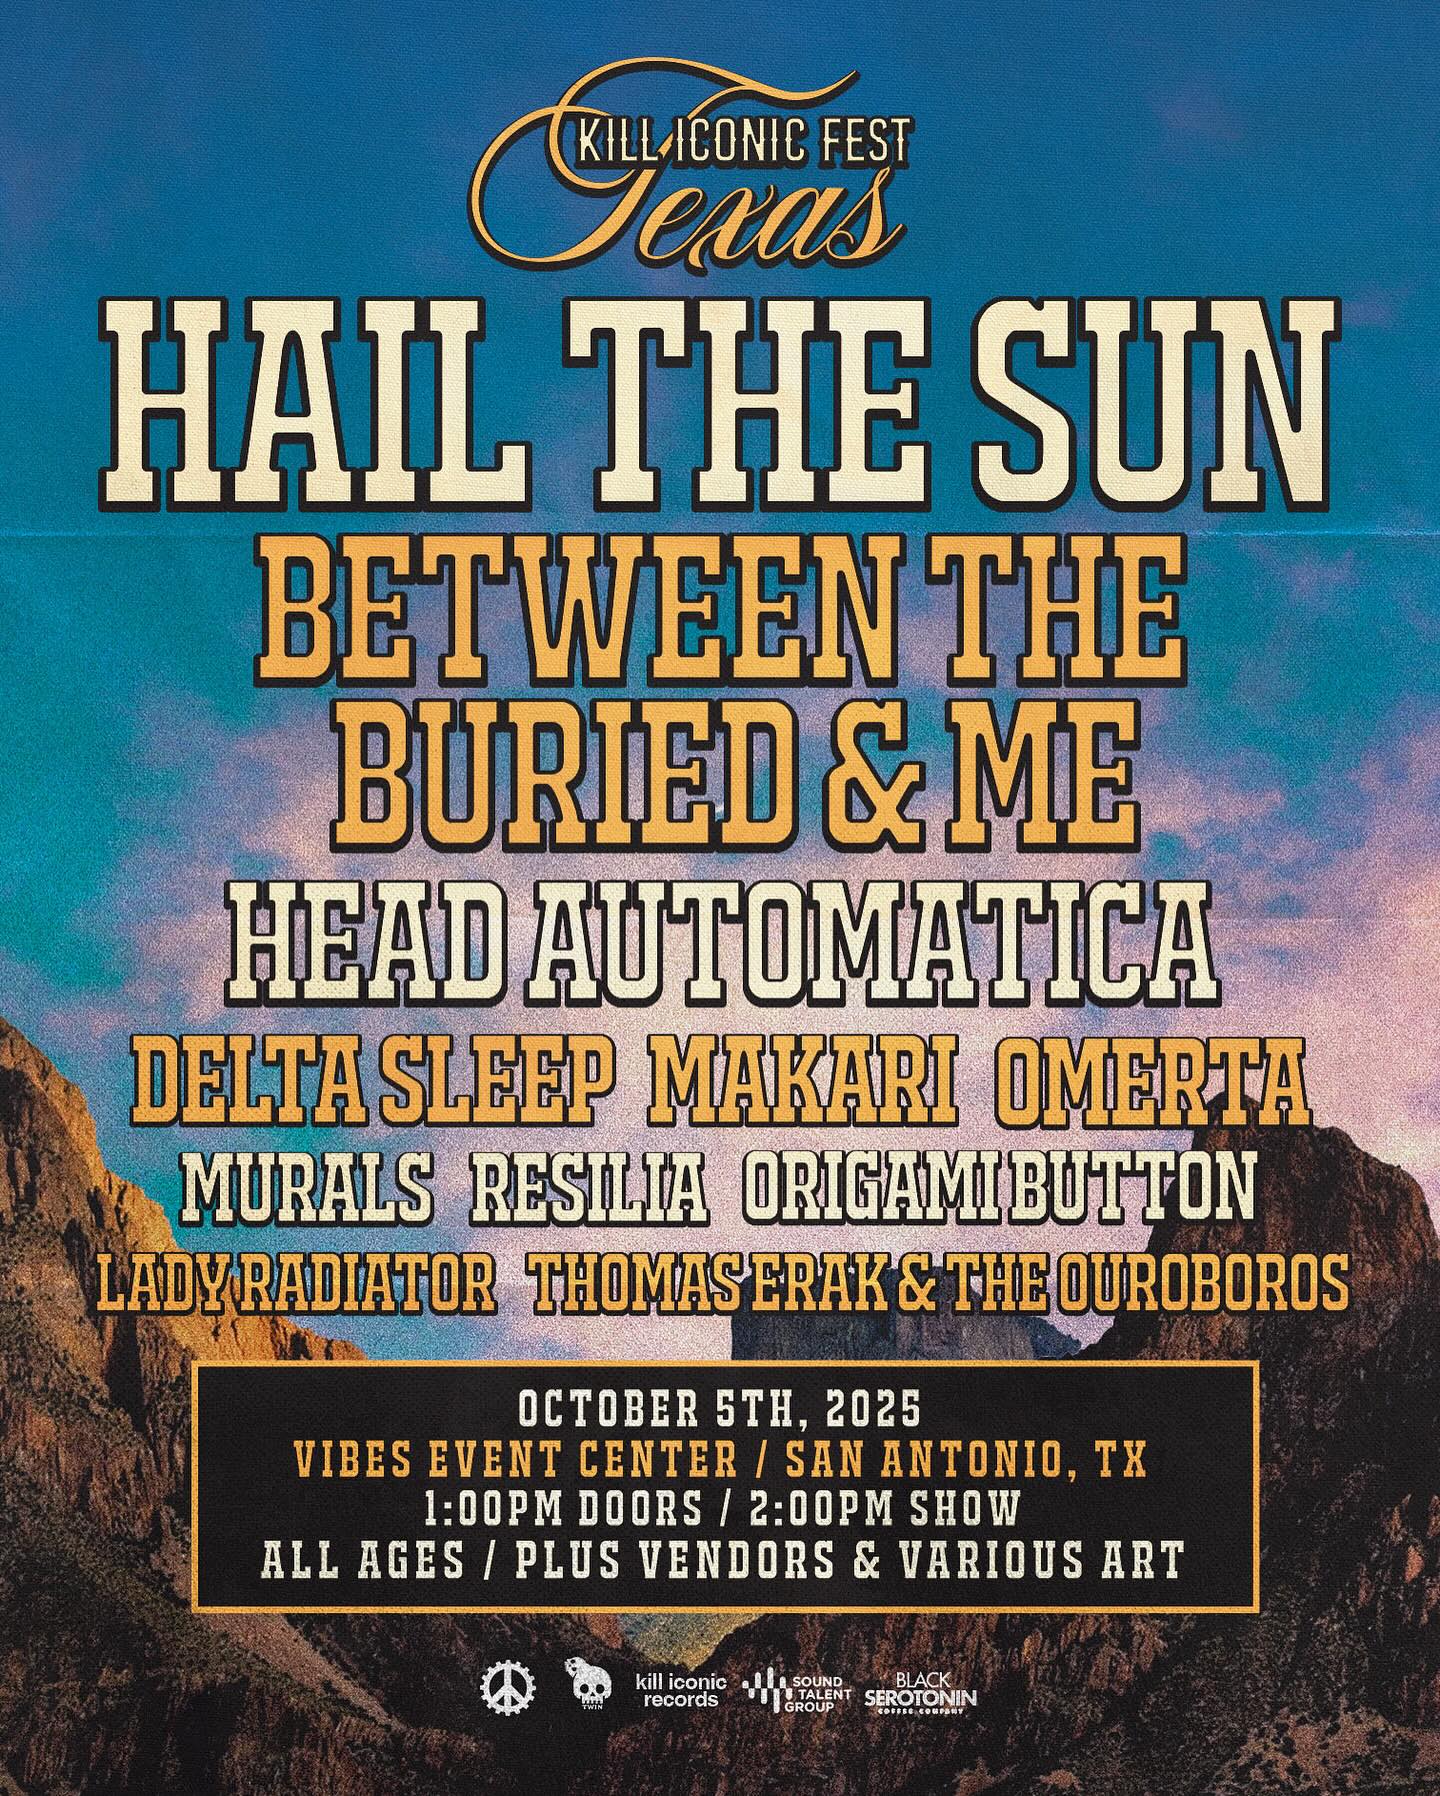 KILL ICONIC FEST
Texas
HAIL THE SUN
BETWEEN THE
BURIED & ME
HEAD AUTOMATICA
DELTA SLEEP MAKARI OMERTA
MURALS RESILIA ORIGAMI BUTTON
LADY RADIATOR THOMAS ERAK & THE OUROBOROS
OCTOBER 5TH, 2025
VIBES EVENT CENTER / SAN ANTONIO, TX
1:00PM DOORS / 2:00PM SHOW
ALL AGES / PLUS VENDORS & VARIOUS ART
TWIN
kill iconic
records
SOUND
TALENT
GROUP
BLACK
SEROTONIN
COFFEE COMPANY